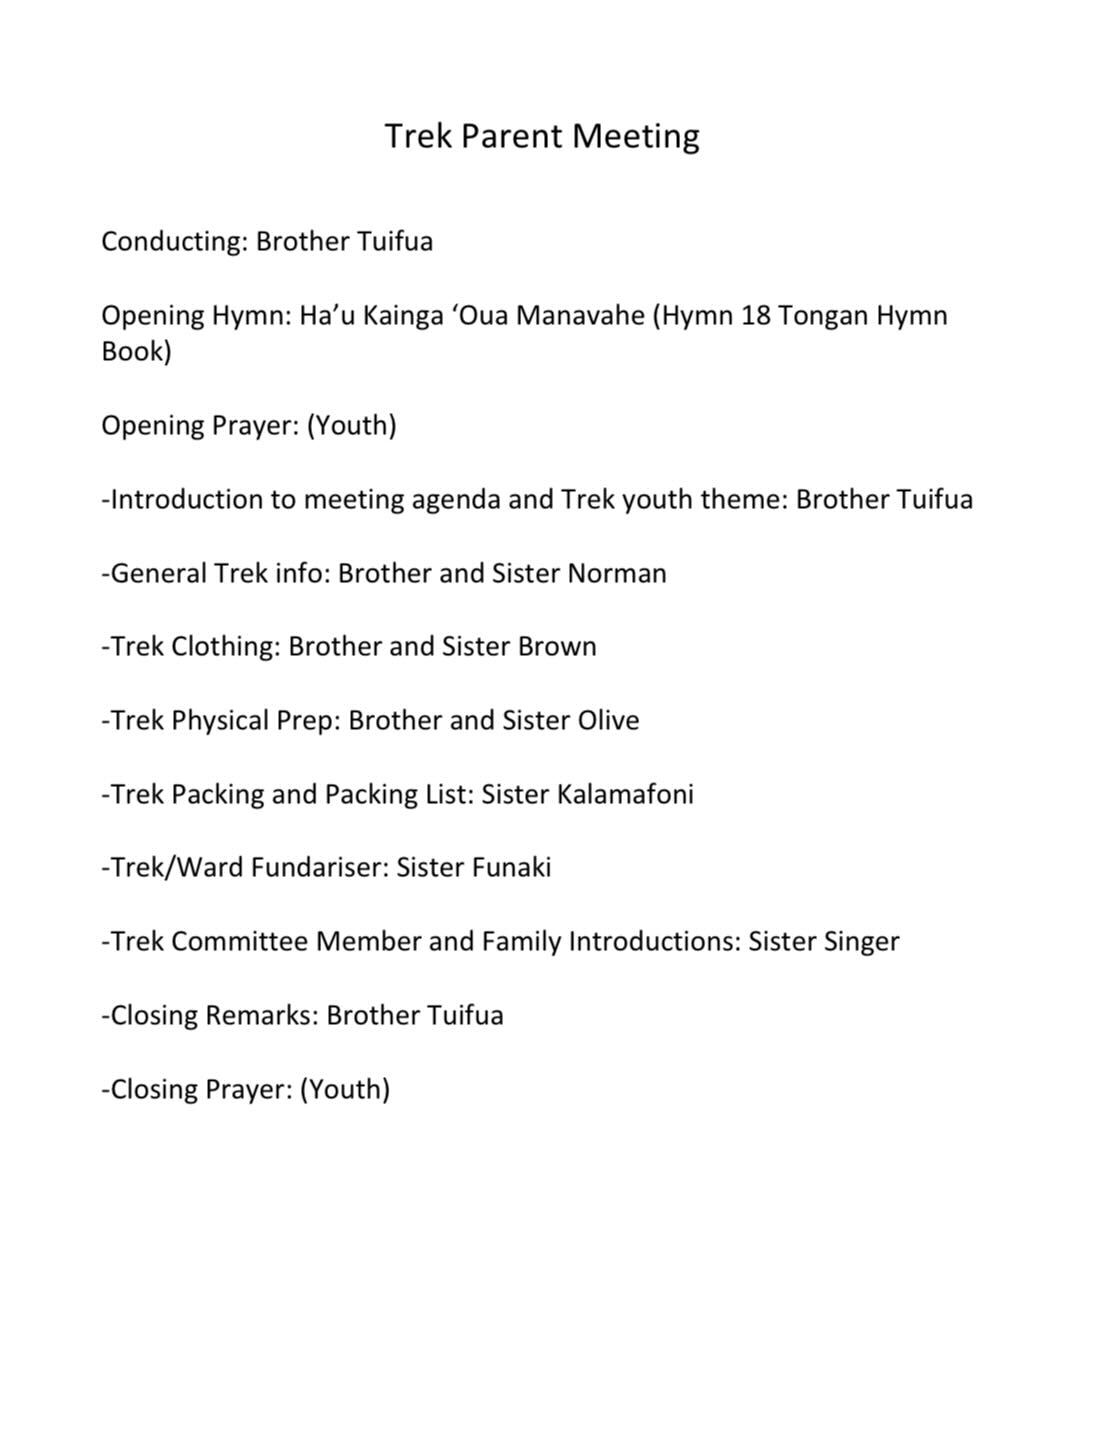 Trek Parent Meeting
Conducting: Brother Tuifua
Opening Hymn: Ha’u Kainga ‘Oua Manavahe (Hymn 18 Tongan Hymn
Book)
Opening Prayer: (Youth)
-Introduction to meeting agenda and Trek youth theme: Brother Tuifua
-General Trek info: Brother and Sister Norman
-Trek Clothing: Brother and Sister Brown
-Trek Physical Prep: Brother and Sister Olive
-Trek Packing and Packing List: Sister Kalamafoni
-Trek/Ward Fundariser: Sister Funaki
-Trek Committee Member and Family Introductions: Sister Singer
-Closing Remarks: Brother Tuifua
-Closing Prayer: (Youth)